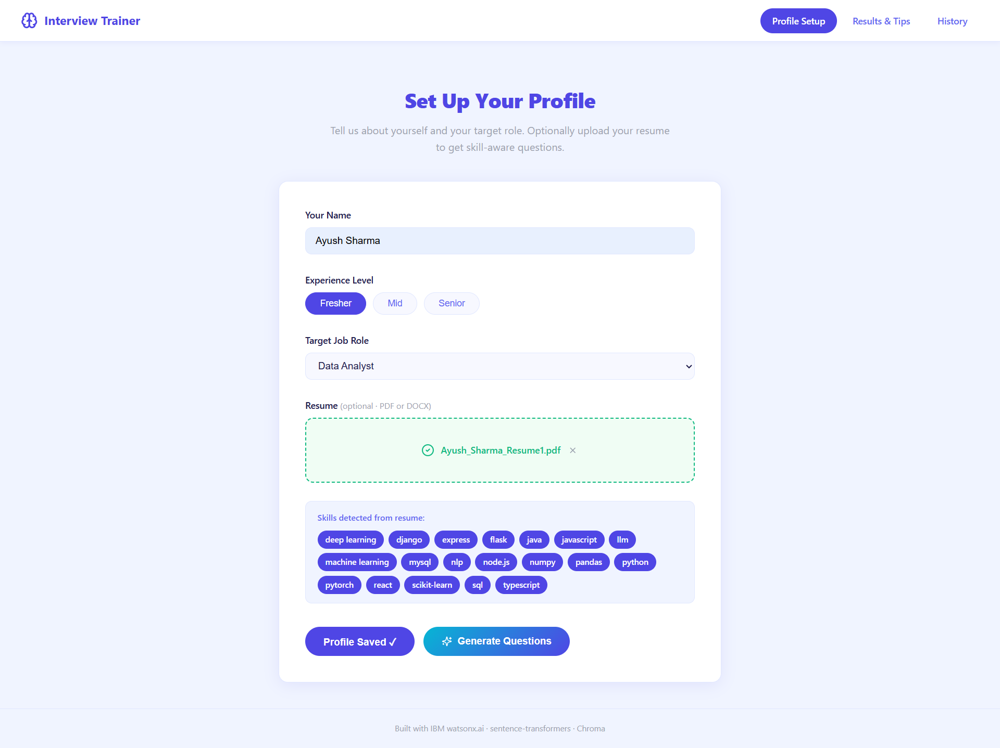 Interview Trainer
Profile Setup
Results & Tips
History
Set Up Your Profile
Tell us about yourself and your target role. Optionally upload your resume
to get skill-aware questions.
Your Name
Ayush Sharma
Experience Level
Fresher
Mid
Senior
Target Job Role
Data Analyst
Resume (optional · PDF or DOCX)
Ayush_Sharma_Resume1.pdf ×
Skills detected from resume:
deep learning django express flask java javascript llm
machine learning mysql nlp node.js numpy pandas python
pytorch react scikit-learn sql typescript
Profile Saved ✓
Generate Questions
Built with IBM watsonx.ai · sentence-transformers · Chroma